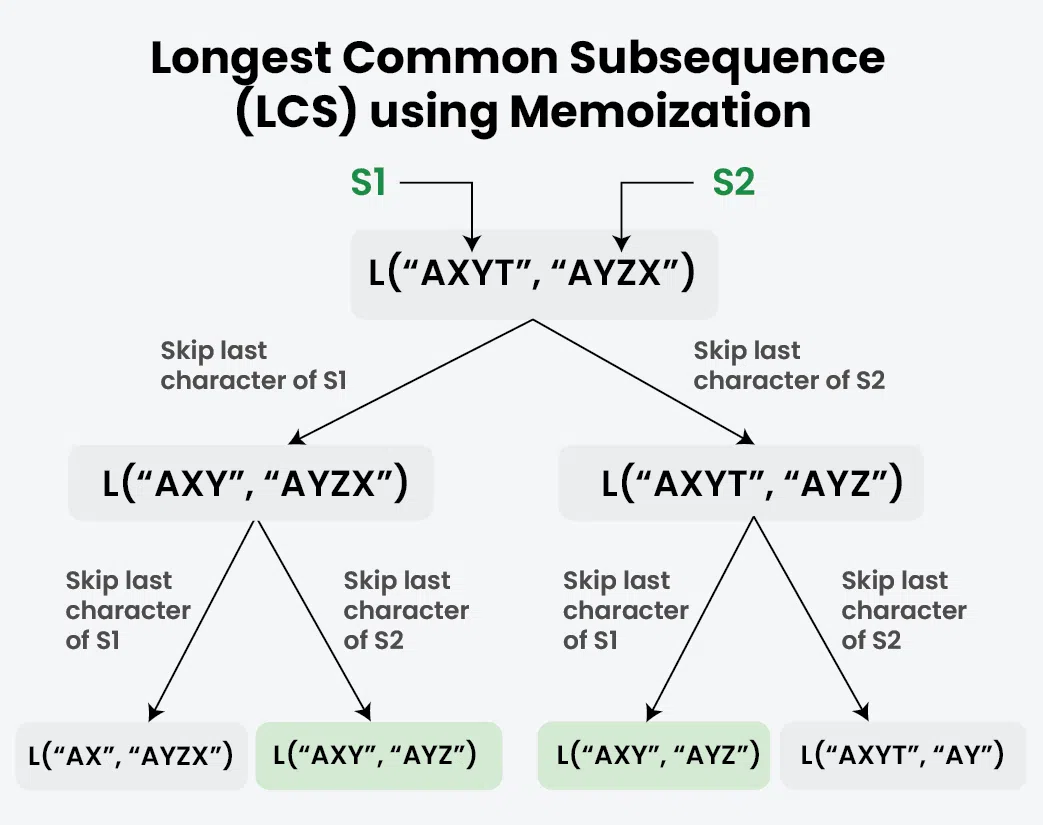 Longest Common Subsequence
(LCS) using Memoization
S1
S2
L(“AXYT”, “AYZX”)
Skip last
character of S1
Skip last
character of S2
L(“AXY”, “AYZX”)
L(“AXYT”, “AYZ”)
Skip last
character
of S1
Skip last
character
of S2
Skip last
character
of S1
Skip last
character
of S2
L(“AX”, “AYZX”)
L(“AXY”, “AYZ”)
L(“AXY”, “AYZ”)
L(“AXYT”, “AY”)